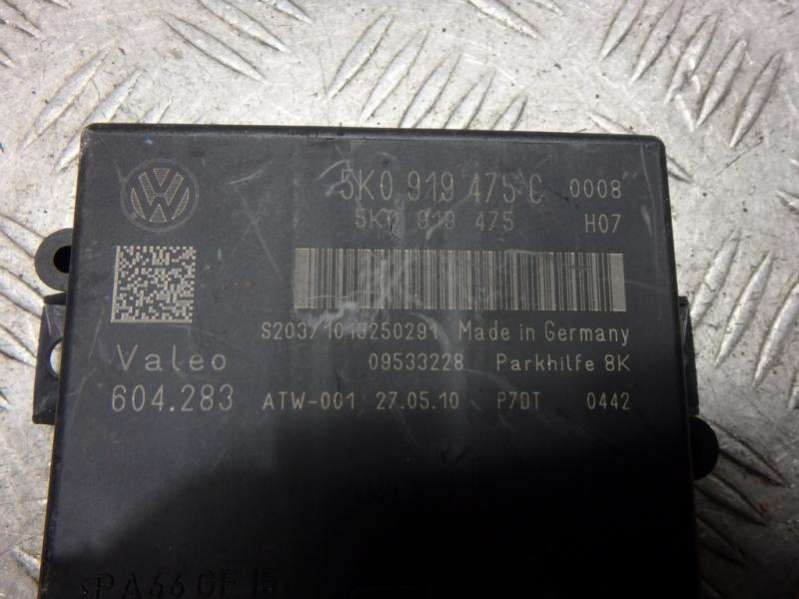 5K0 919 475 C 0008
5K0 919 475 H07
Made in Germany
Valeo 09533228 Parkhilfe 8K
604.283 ATW-001 27.05.10 P7DT 0442